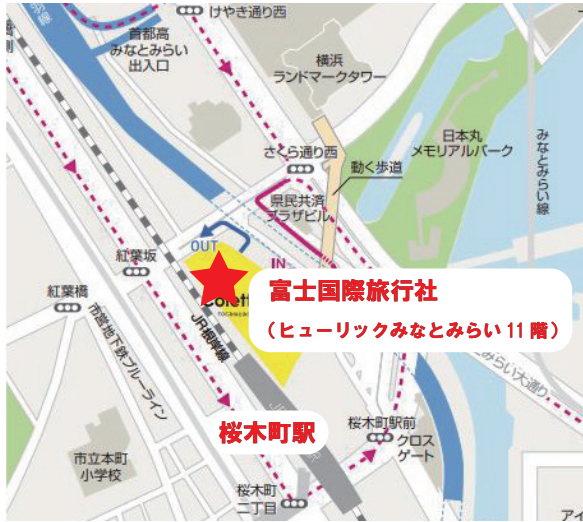 けやき通り西
首都高
みなとみらい
出入口
横浜
ランドマークタワー
さくら通り西
動く歩道
日本丸
メモリアルパーク
みなとみらい線
県民共済
プラザビル
紅葉坂
OUT
IN
紅葉橋
富士国際旅行社
(ヒューリックみなとみらい 11 階)
市営地下鉄ブルーライン
JR根岸線
みらい大通り
桜木町駅
桜木町駅前
クロス
ゲート
市立本町
小学校
桜木町
二丁目